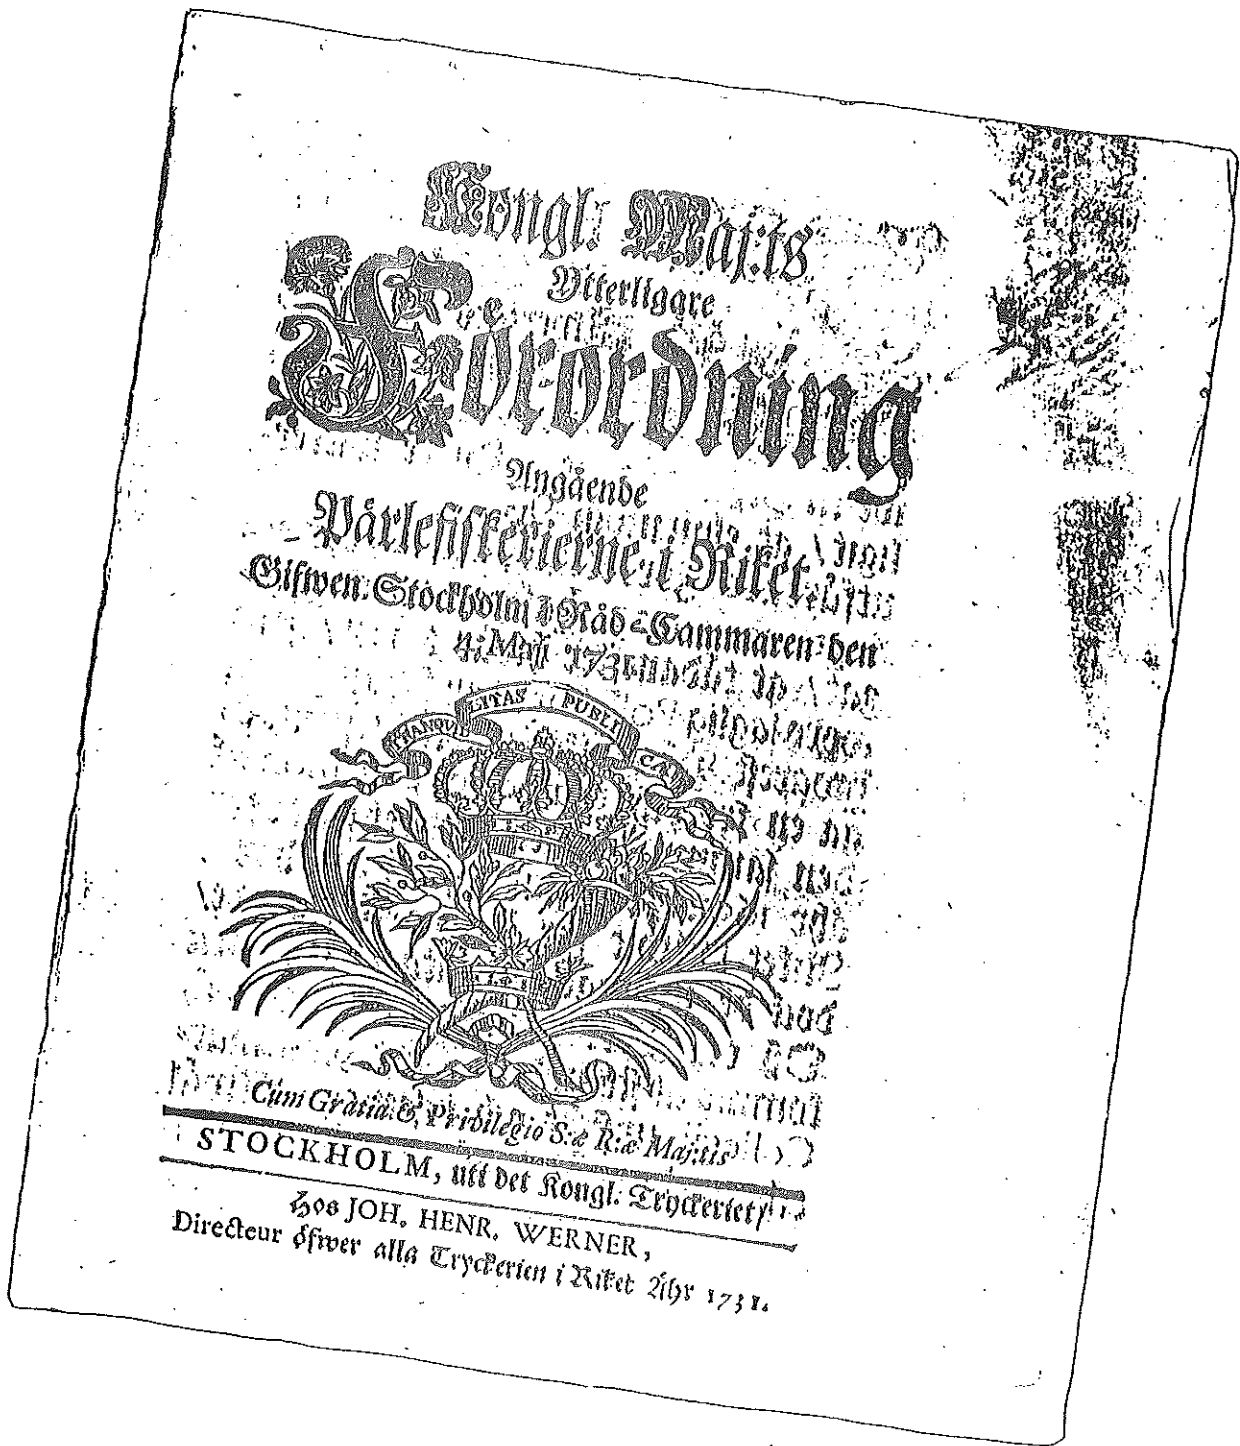 Kongl. Maj:ts
Ytterligare
Förordning
Angående
Pärlefiskerierne i Riket.
Gifwen Stockholm i Råd-Cammaren den
4. Maji 1731.
TRANQUILLITAS PUBLICA
Cum Gratia & Privilegio S:æ R:æ Maj:tis
STOCKHOLM, uti det Kongl. Tryckeriet/
Hos JOH. HENR. WERNER,
Directeur öfwer alla Tryckerien i Riket Åhr 1731.